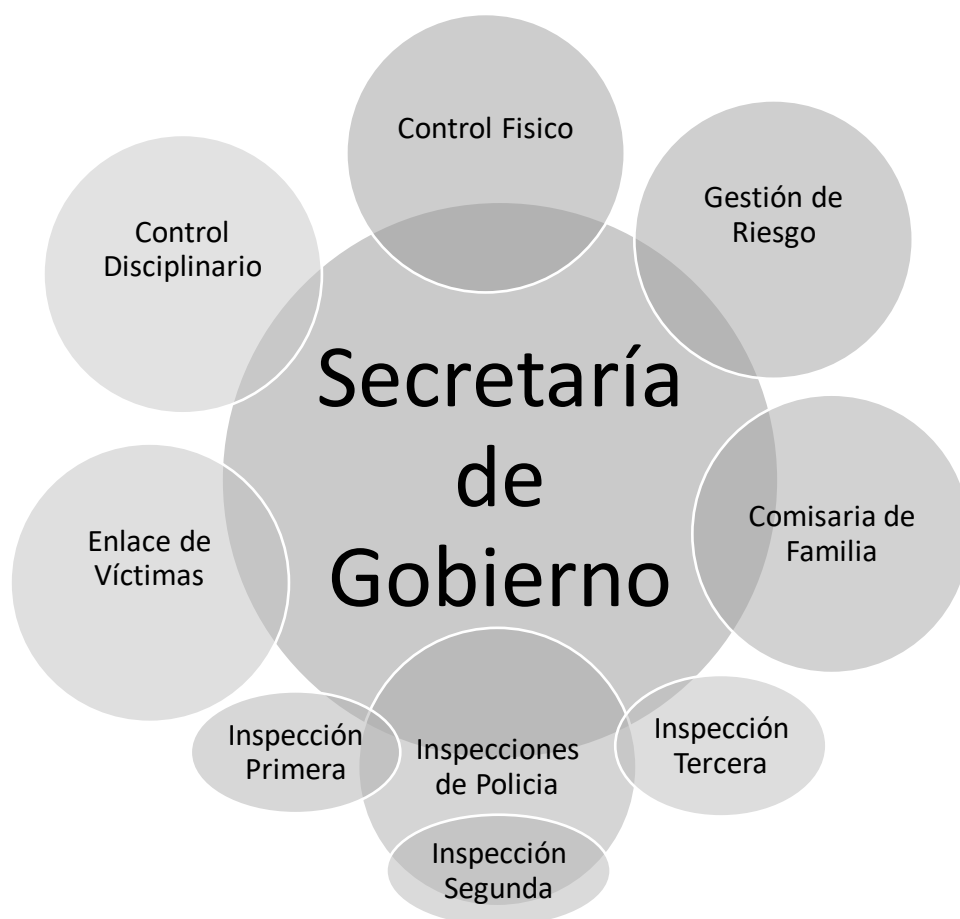 Control Fisico
Gestión de
Riesgo
Control
Disciplinario
Secretaría
de
Gobierno
Comisaria de
Familia
Enlace de
Víctimas
Inspección
Primera
Inspecciones
de Policia
Inspección
Tercera
Inspección
Segunda